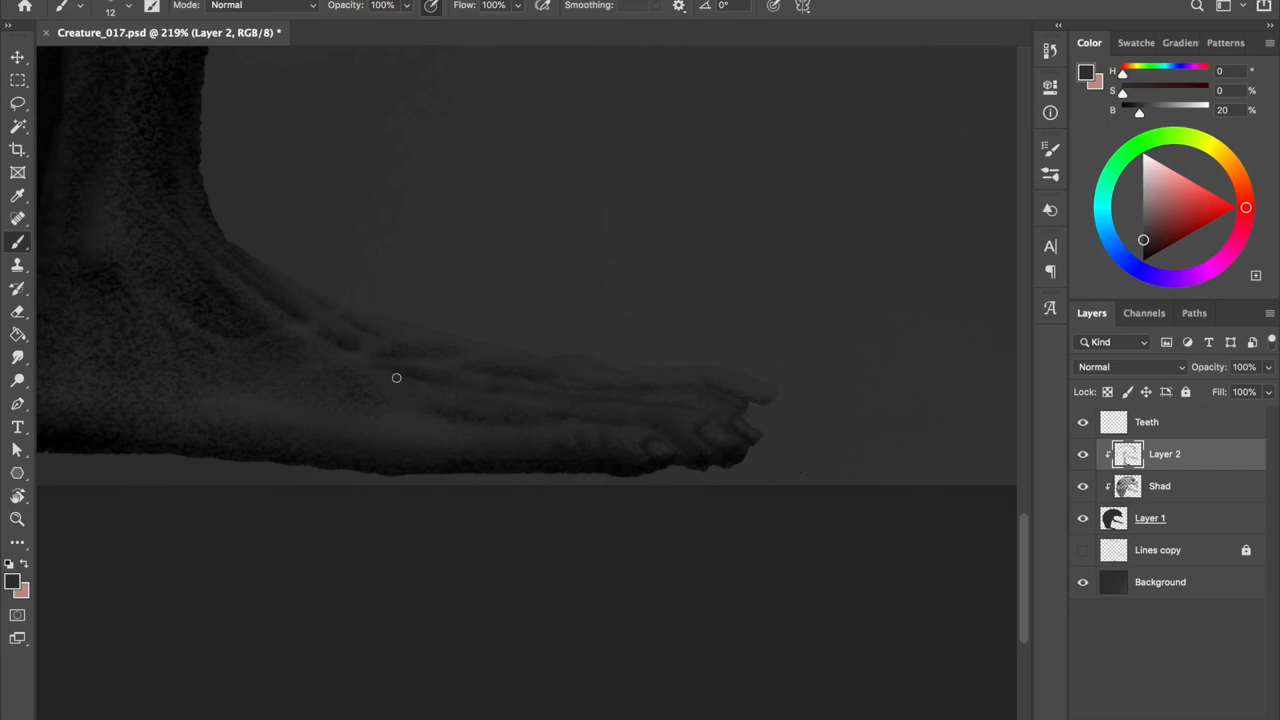 12
Mode: Normal
Opacity: 100%
Flow: 100%
Smoothing:
0°
× Creature_017.psd @ 219% (Layer 2, RGB/8) *
Color
Swatche
Gradien
Patterns
H 0 °
S 0 %
B 20 %
Layers
Channels
Paths
Kind
Normal
Opacity: 100%
Lock:
Fill: 100%
Teeth
Layer 2
Shad
Layer 1
Lines copy
Background